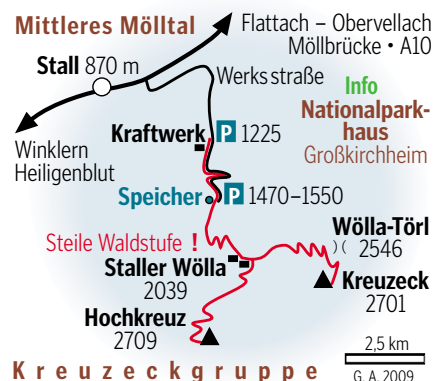 Mittleres Mölltal
Flattach – Obervellach
Möllbrücke • A10
Stall 870 m
Werksstraße
Info
Nationalpark-
haus
Großkirchheim
Kraftwerk P 1225
Winklern
Heiligenblut
Speicher P 1470–1550
Wölla-Törl
)( 2546
Steile Waldstufe !
Staller Wölla
2039
Kreuzeck
2701
Hochkreuz
2709
2,5 km
Kreuzeckgruppe
G. A. 2009